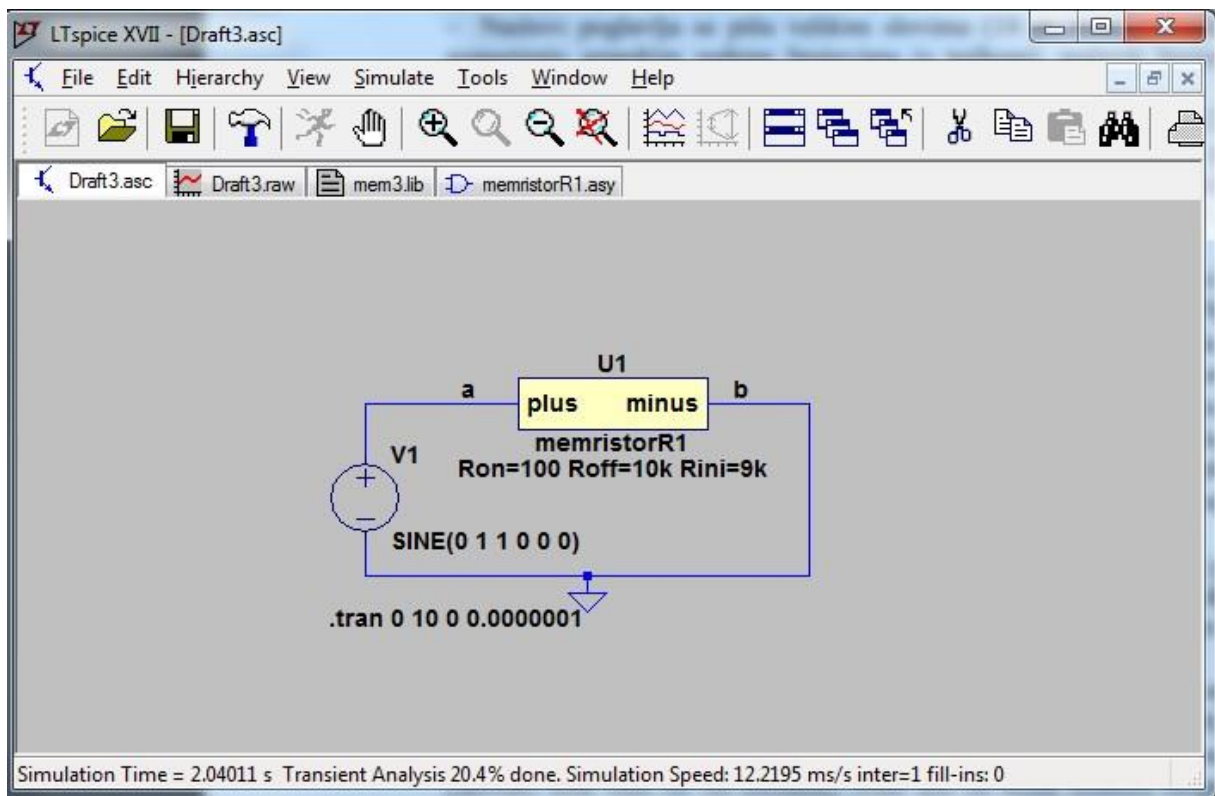 LTspice XVII - [Draft3.asc]
File Edit Hierarchy View Simulate Tools Window Help
Draft3.asc Draft3.raw mem3.lib memristorR1.asy
U1
a plus minus b
memristorR1
V1
Ron=100 Roff=10k Rini=9k
SINE(0 1 1 0 0 0)
.tran 0 10 0 0.0000001
Simulation Time = 2.04011 s Transient Analysis 20.4% done. Simulation Speed: 12.2195 ms/s inter=1 fill-ins: 0